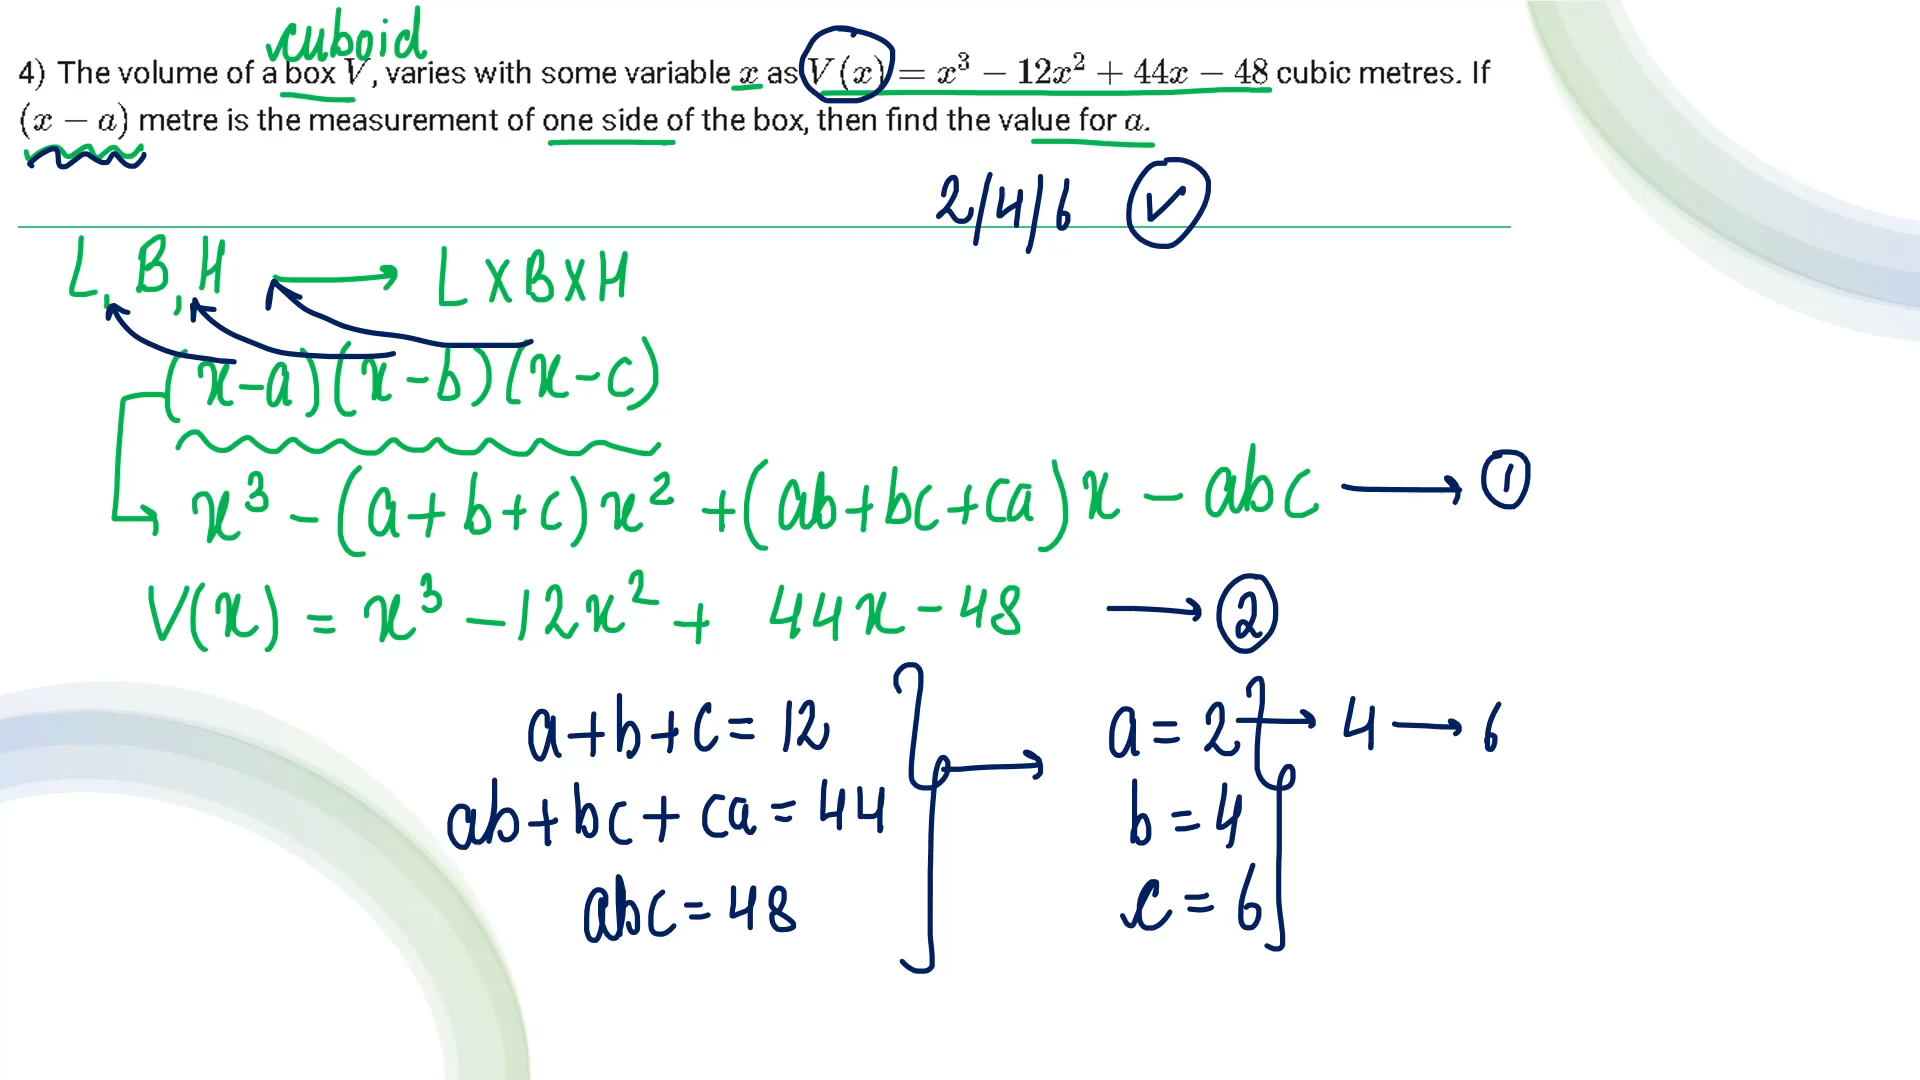 cuboid
4) The volume of a box V, varies with some variable x as V(x) = x³ − 12x² + 44x − 48 cubic metres. If
(x − a) metre is the measurement of one side of the box, then find the value for a.
2/4/6 ✓
L, B, H → L X B X H
(x-a)(x-b)(x-c)
x³ - (a+b+c)x² + (ab+bc+ca)x - abc → 1
V(x) = x³ - 12x² + 44x - 48 → 2
a+b+c = 12 → a = 2 → 4 → 6
ab+bc+ca = 44 b = 4
abc = 48 c = 6